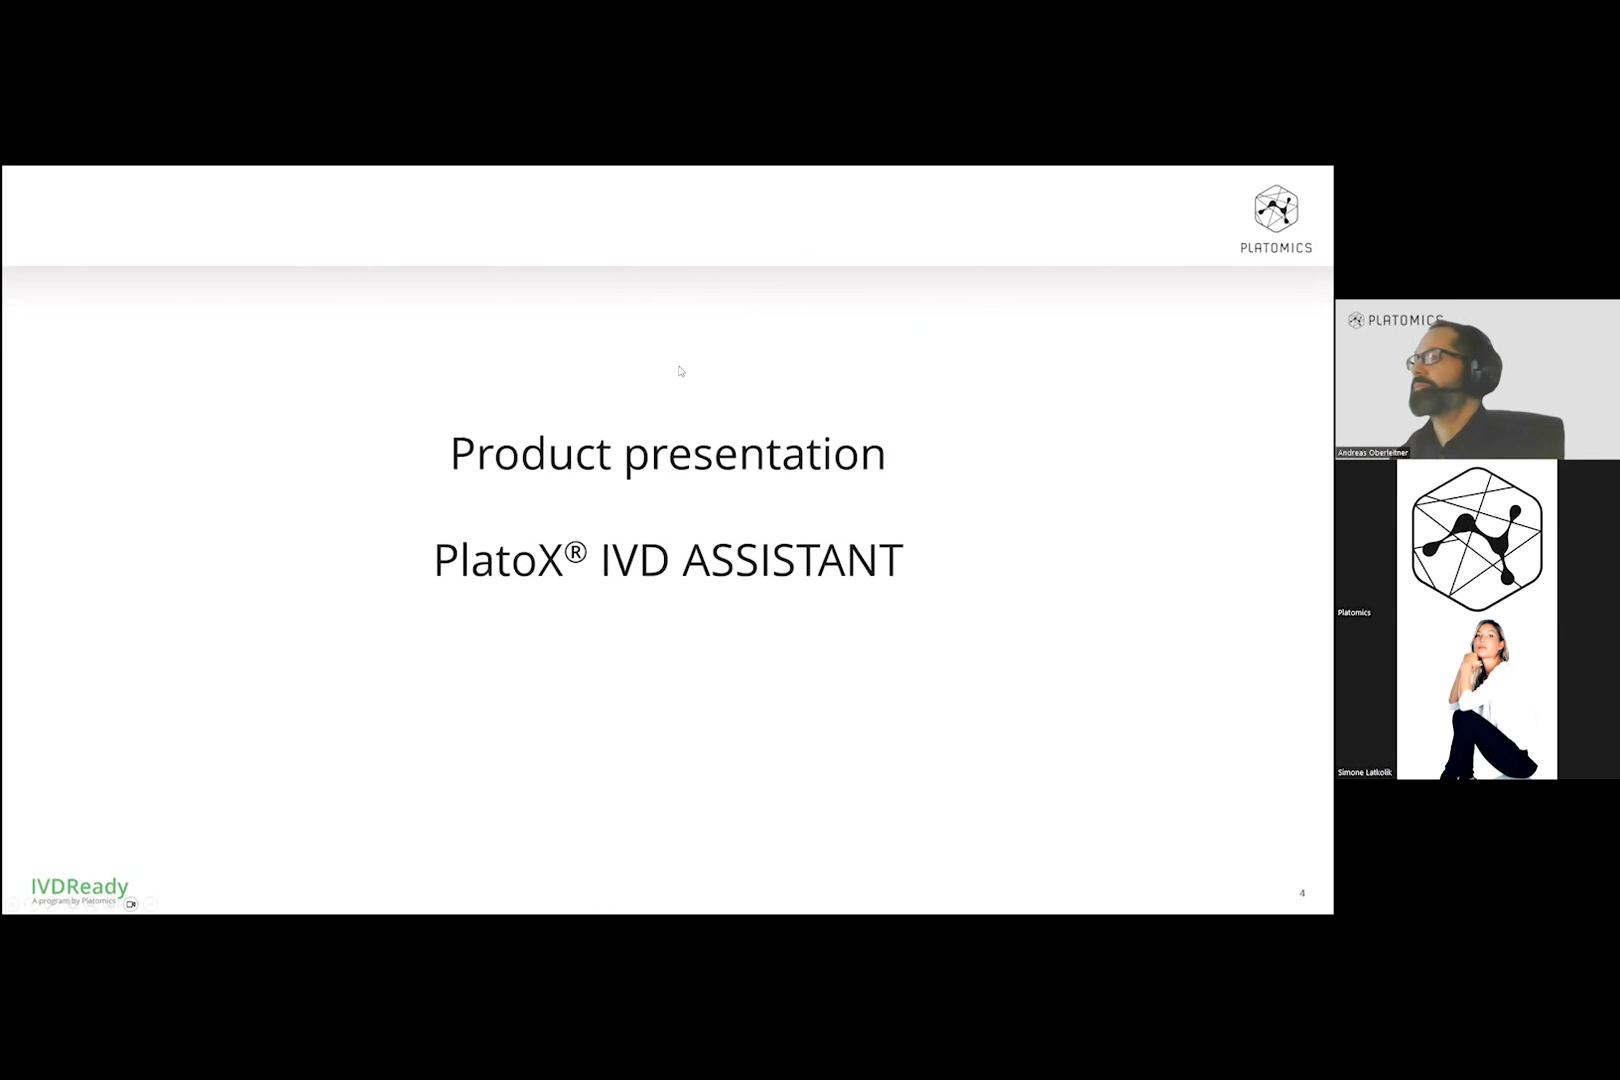 PLATOMICS
Product presentation
PlatoX® IVD ASSISTANT
IVDReady
A program by Platomics
4
PLATOMICS
Andreas Oberleitner
Platomics
Simone Latkolik